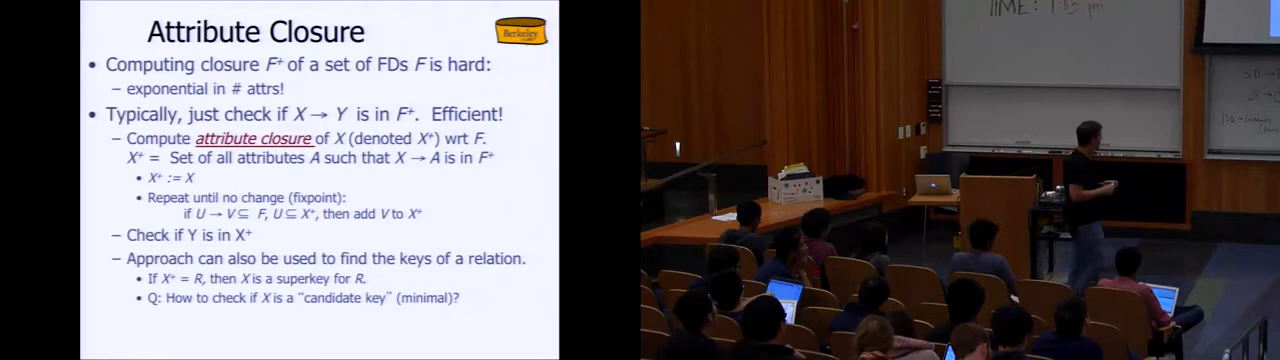 Attribute Closure
Berkeley
• Computing closure F⁺ of a set of FDs F is hard:
– exponential in # attrs!
• Typically, just check if X → Y is in F⁺. Efficient!
– Compute attribute closure of X (denoted X⁺) wrt F.
X⁺ = Set of all attributes A such that X → A is in F⁺
• X⁺ := X
• Repeat until no change (fixpoint):
if U → V ⊆ F, U ⊆ X⁺, then add V to X⁺
– Check if Y is in X⁺
– Approach can also be used to find the keys of a relation.
• If X⁺ = R, then X is a superkey for R.
• Q: How to check if X is a "candidate key" (minimal)?
TIME: 1:55 pm